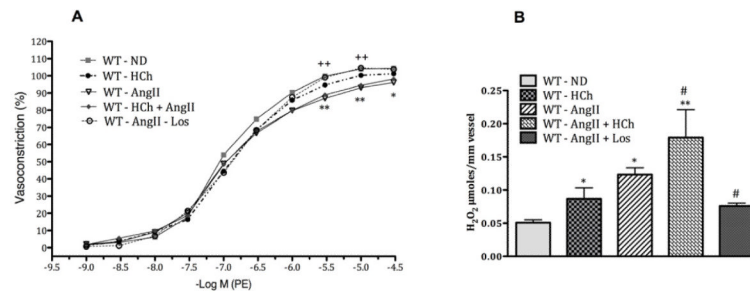 A
Vasoconstriction (%)
120
110
100
90
80
70
60
50
40
30
20
10
0
-9.5 -9.0 -8.5 -8.0 -7.5 -7.0 -6.5 -6.0 -5.5 -5.0 -4.5
-Log M (PE)
WT - ND
WT - HCh
WT - AngII
WT - HCh + AngII
WT - AngII - Los
++ ++
** ** *
B
H₂O₂ µmoles/mm vessel
0.25
0.20
0.15
0.10
0.05
0.00
WT - ND
WT - HCh
WT - AngII
WT - AngII + HCh
WT - AngII + Los
*
*
#
**
#